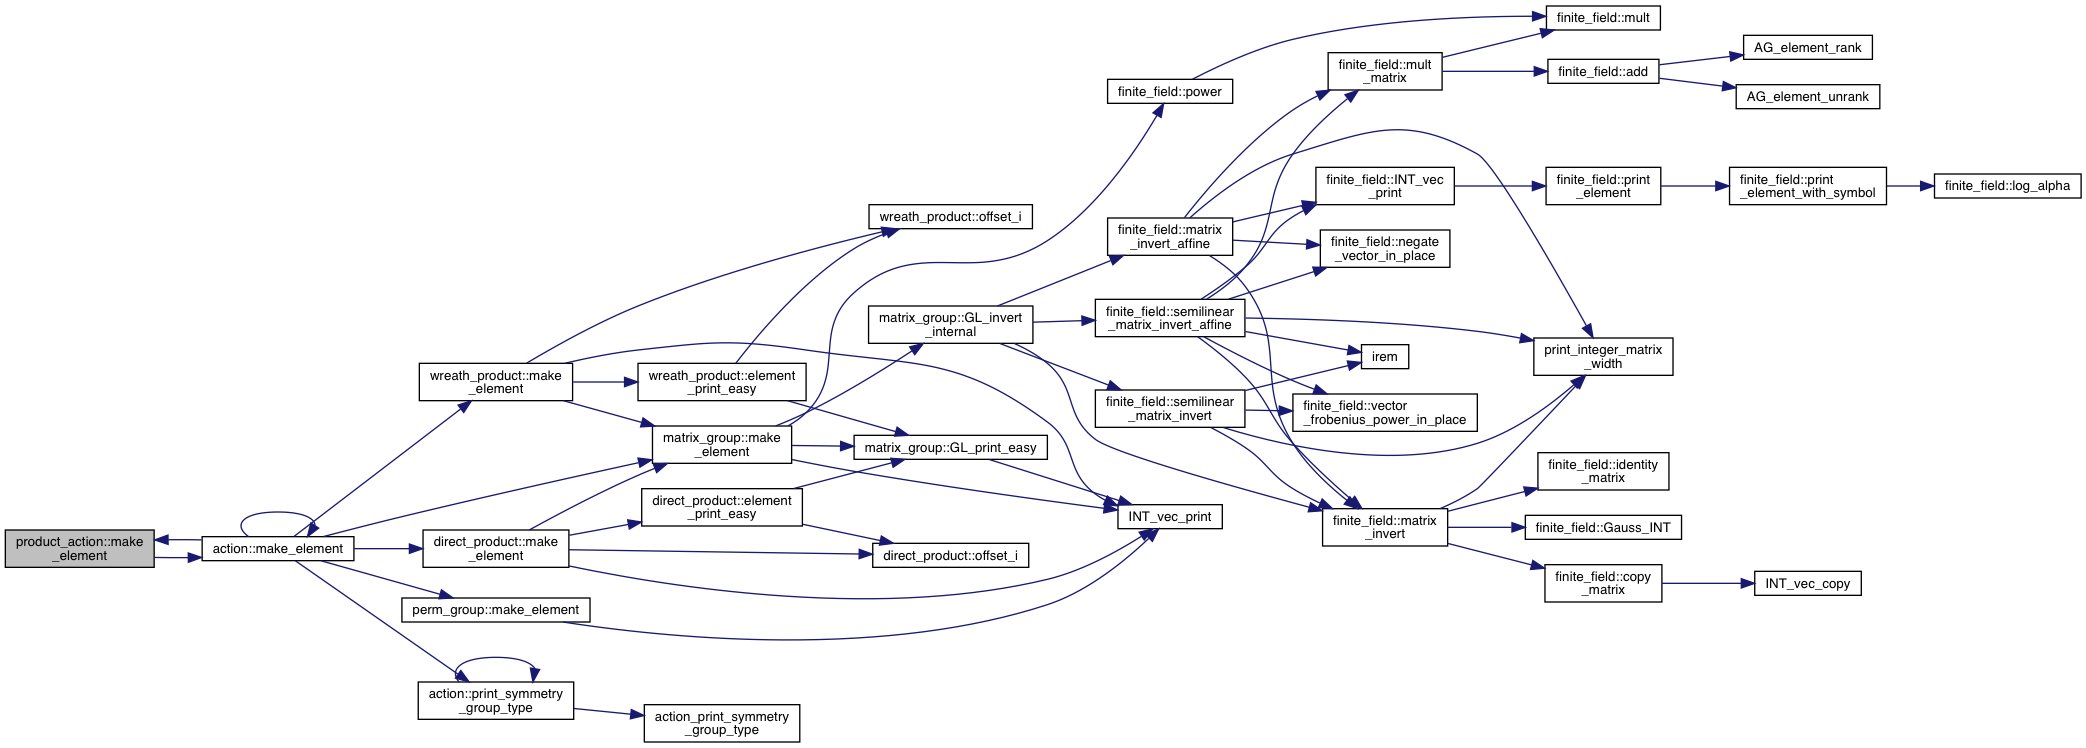 product_action::make
_element
action::make_element
wreath_product::make
_element
direct_product::make
_element
perm_group::make_element
action::print_symmetry
_group_type
wreath_product::element
_print_easy
matrix_group::make
_element
direct_product::element
_print_easy
action_print_symmetry
_group_type
wreath_product::offset_i
matrix_group::GL_invert
_internal
matrix_group::GL_print_easy
direct_product::offset_i
finite_field::power
finite_field::matrix
_invert_affine
finite_field::semilinear
_matrix_invert_affine
finite_field::semilinear
_matrix_invert
INT_vec_print
finite_field::mult
_matrix
finite_field::INT_vec
_print
finite_field::negate
_vector_in_place
irem
finite_field::vector
_frobenius_power_in_place
finite_field::matrix
_invert
finite_field::mult
finite_field::add
finite_field::print
_element
print_integer_matrix
_width
finite_field::identity
_matrix
finite_field::Gauss_INT
finite_field::copy
_matrix
AG_element_rank
AG_element_unrank
finite_field::print
_element_with_symbol
INT_vec_copy
finite_field::log_alpha